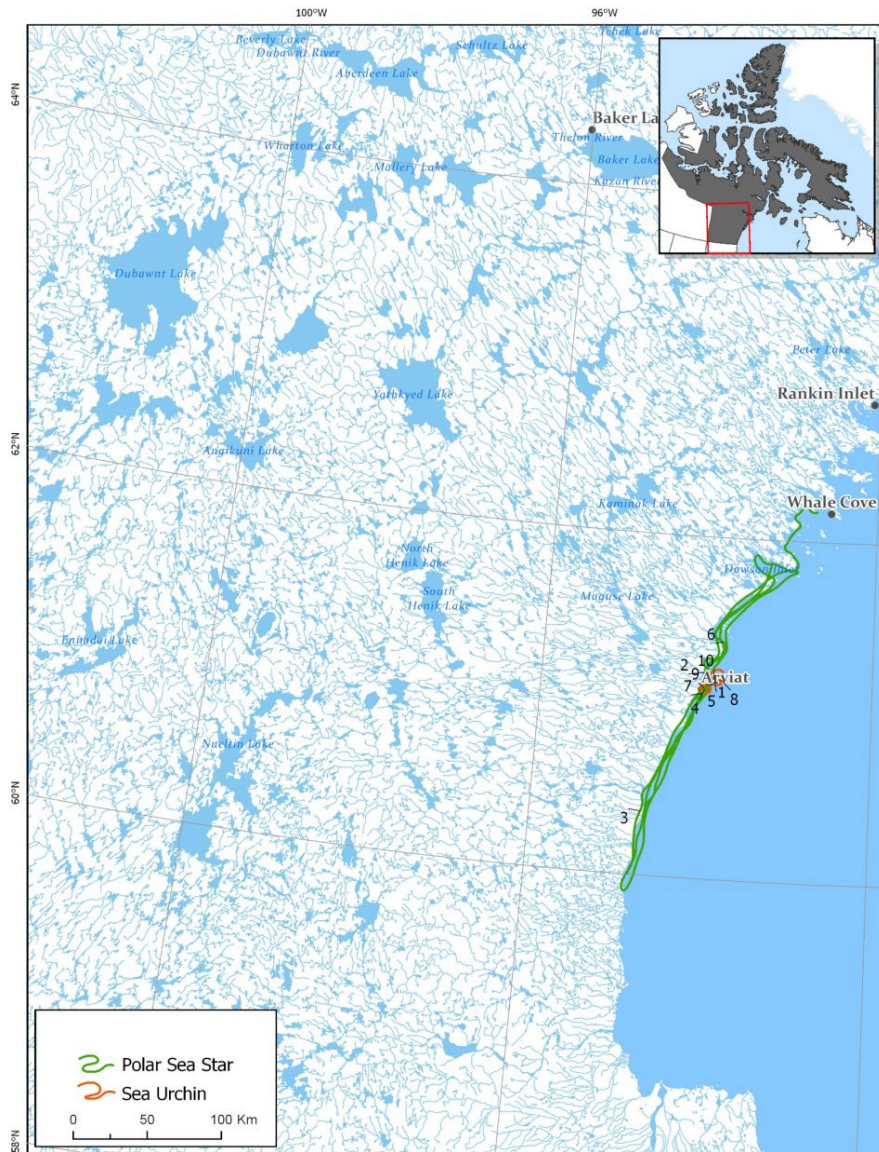 100°W
96°W
Beverly Lake
Dubawnt River
Schultz Lake
Tehek Lake
Aberdeen Lake
64°N
Baker La
Thelon River
Wharton Lake
Mallery Lake
Baker Lake
Kazan River
Dubawnt Lake
Peter Lake
Yathkyed Lake
Rankin Inlet
62°N
Angikuni Lake
Kaminak Lake
Whale Cove
North
Henik Lake
Dawson Inlet
South
Henik Lake
Maguse Lake
Ennadai Lake
6
2
10
9
Arviat
7
1
4
5
8
Nueltin Lake
60°N
3
Polar Sea Star
Sea Urchin
0 50 100 Km
58°N